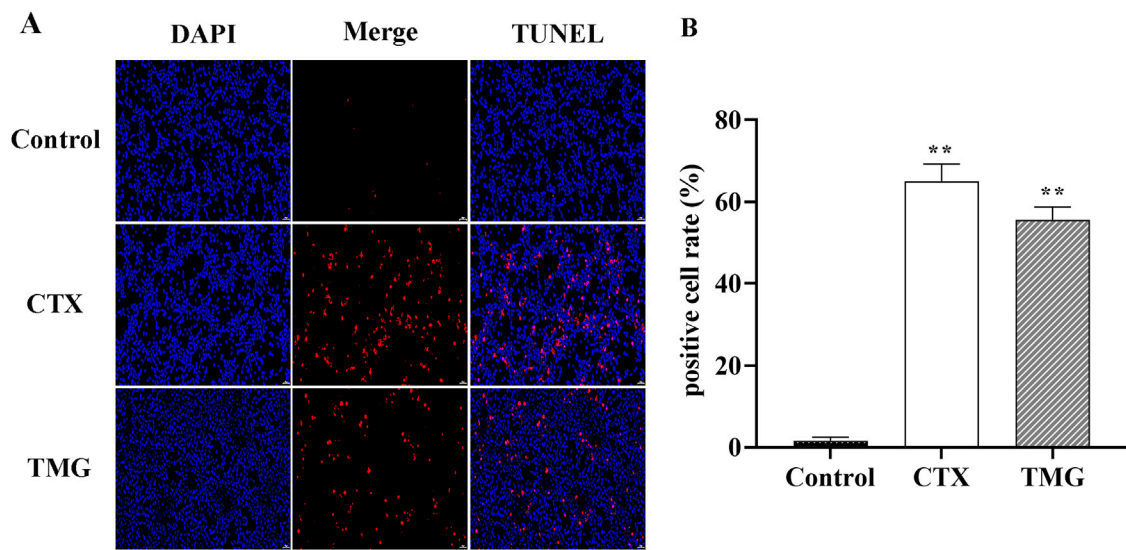 A
DAPI Merge TUNEL
Control
CTX
TMG
B
positive cell rate (%)
80
60
40
20
0
**
**
Control CTX TMG